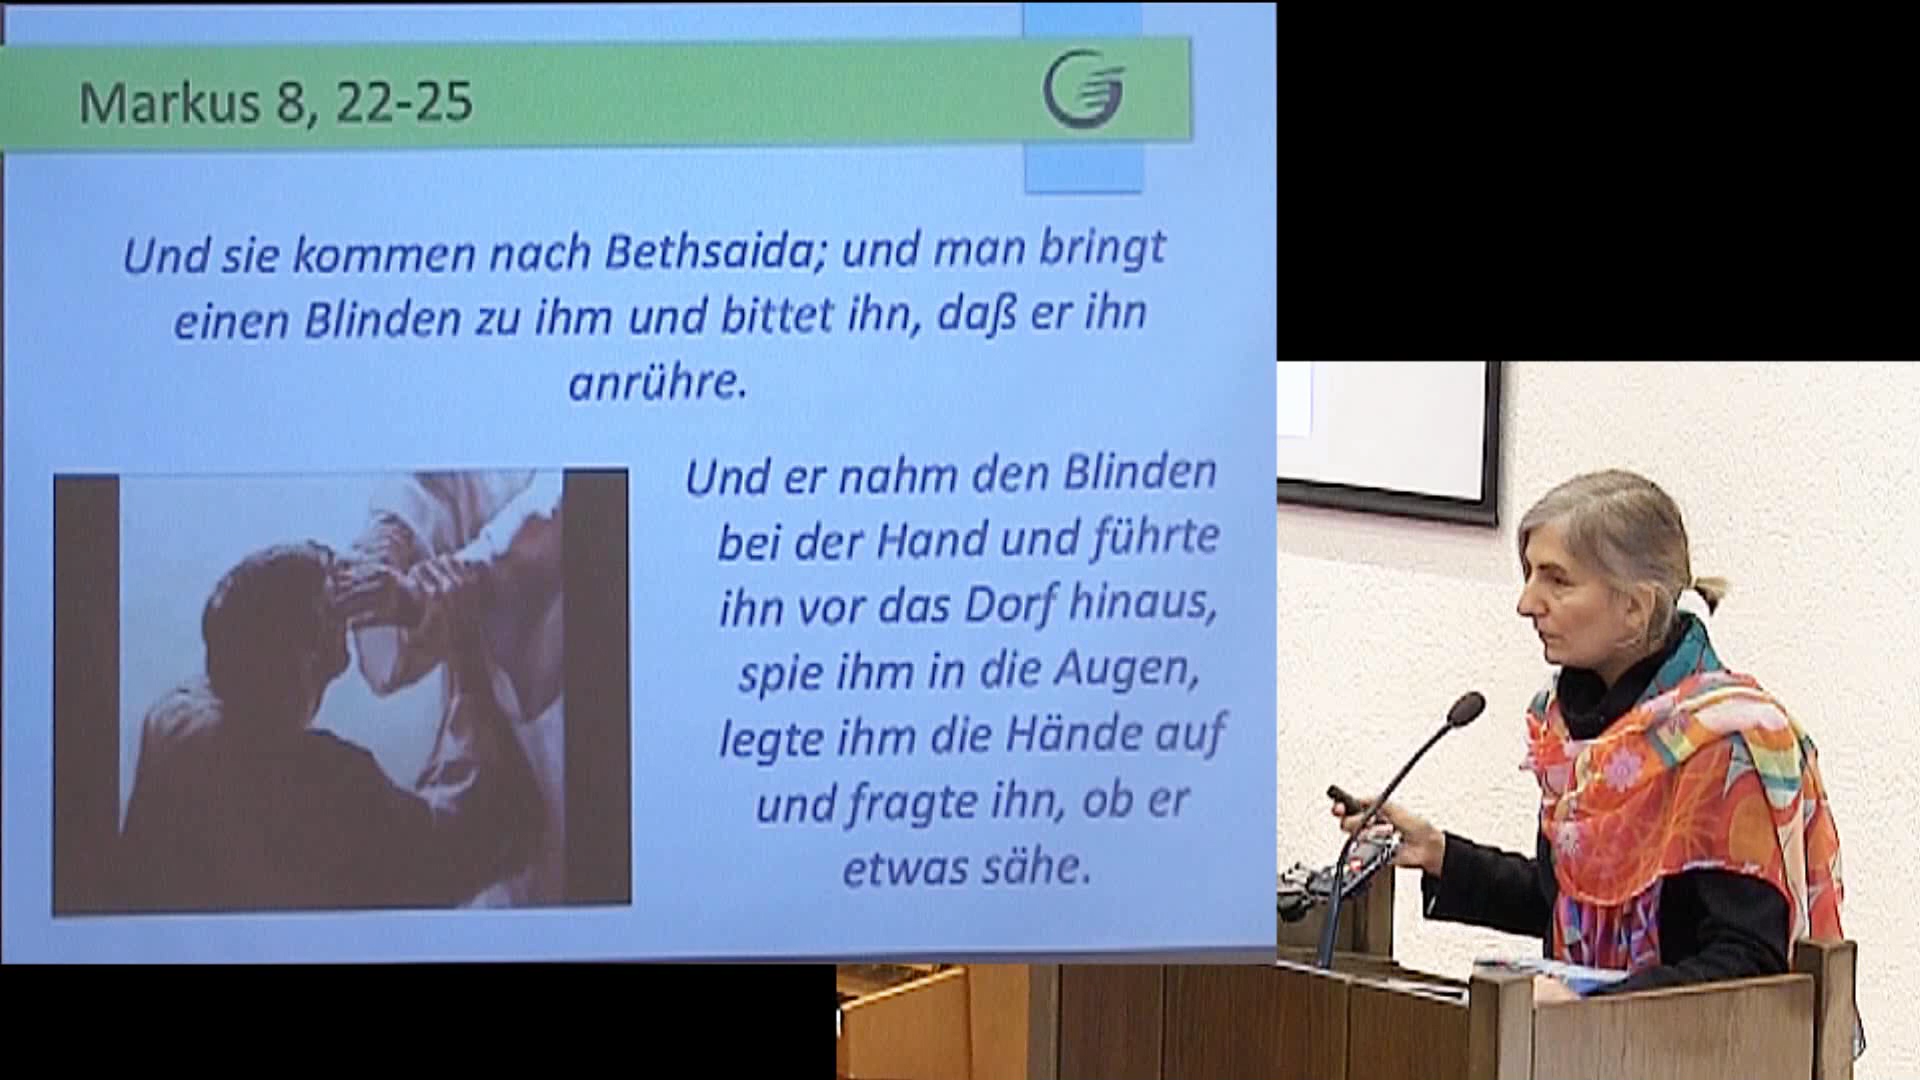 Markus 8, 22-25
Und sie kommen nach Bethsaida; und man bringt
einen Blinden zu ihm und bittet ihn, daß er ihn
anrühre.
Und er nahm den Blinden
bei der Hand und führte
ihn vor das Dorf hinaus,
spie ihm in die Augen,
legte ihm die Hände auf
und fragte ihn, ob er
etwas sähe.